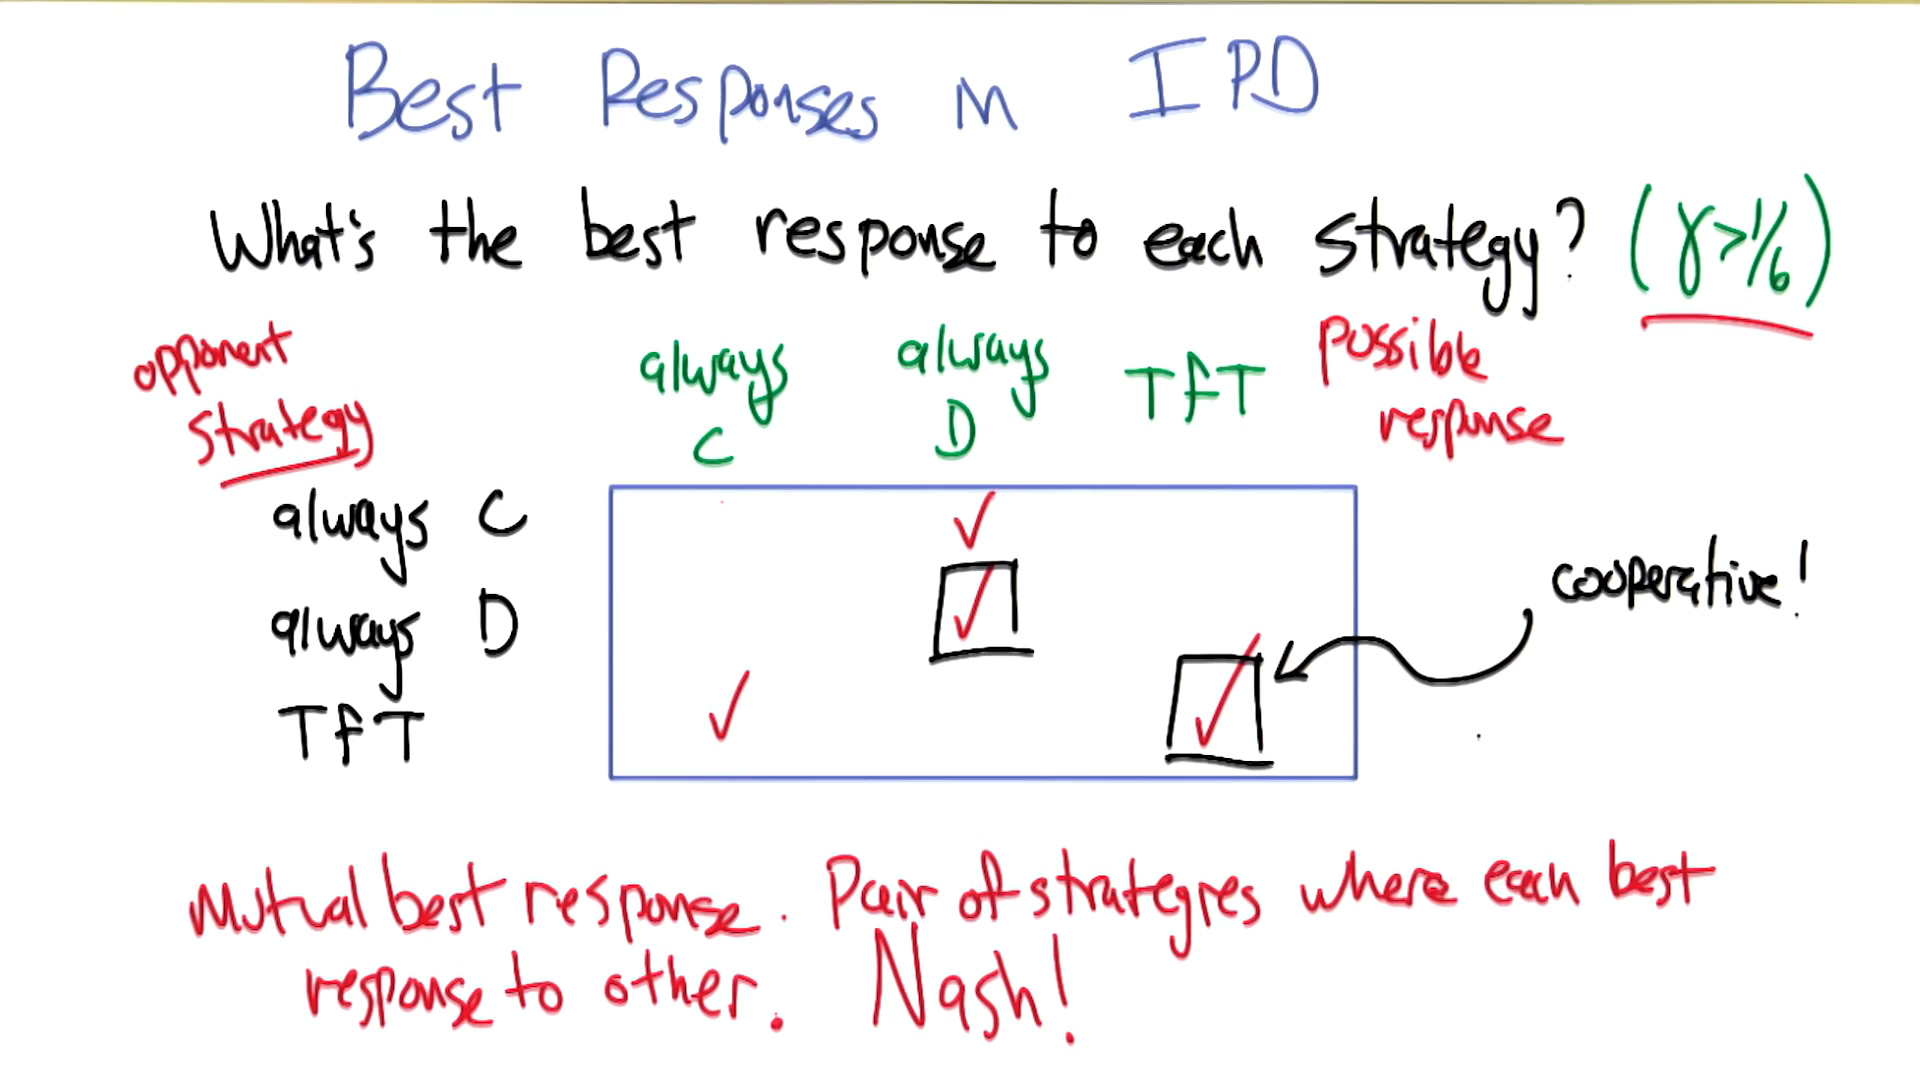 Best Responses in IPD
What's the best response to each strategy? (γ>1/6)
opponent strategy
always C
always D
TfT
possible response
always C
always D
TfT
cooperative!
Mutual best response. Pair of strategies where each best
response to other. Nash!